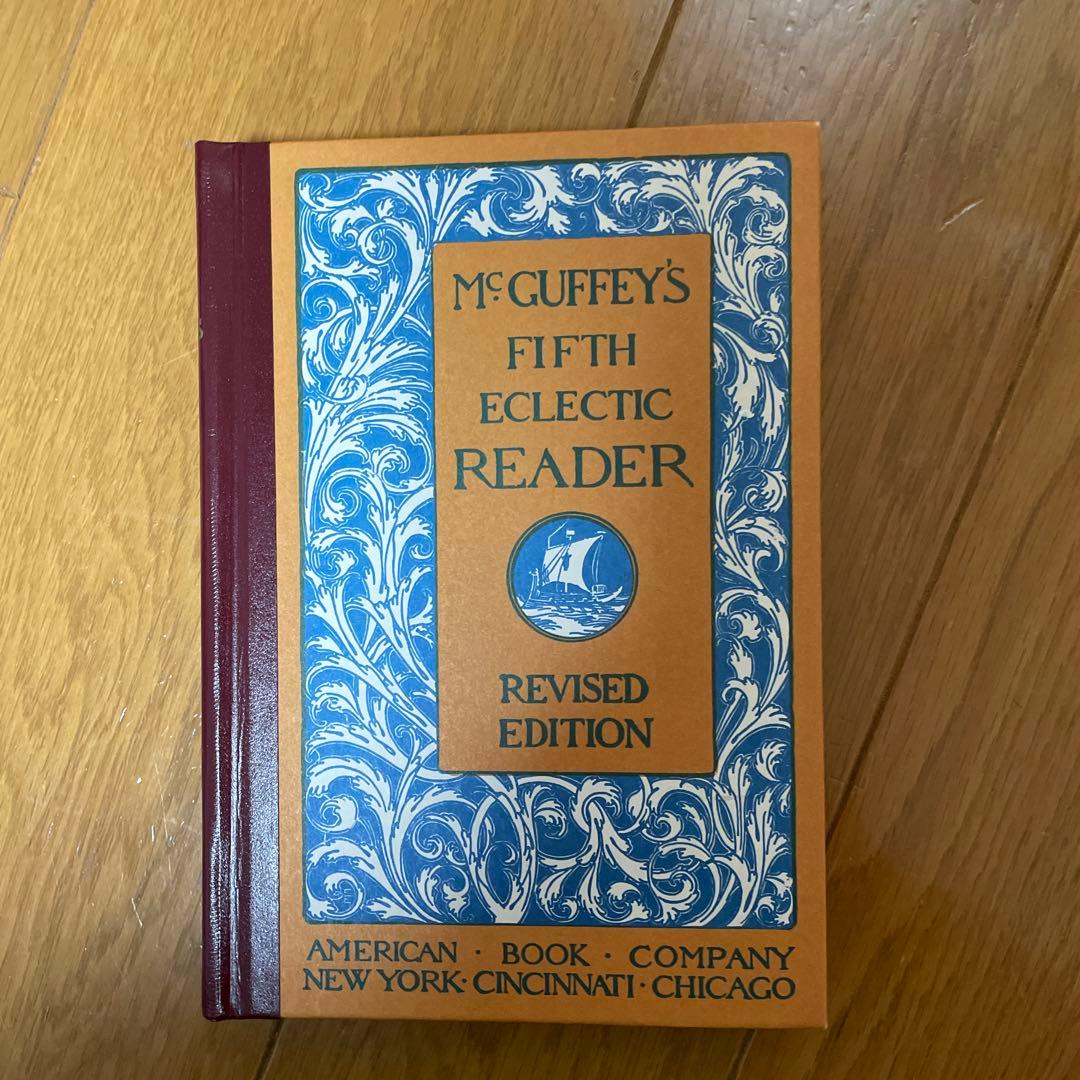 McGUFFEY'S
FIFTH
ECLECTIC
READER
REVISED
EDITION
AMERICAN · BOOK · COMPANY
NEW YORK · CINCINNATI · CHICAGO